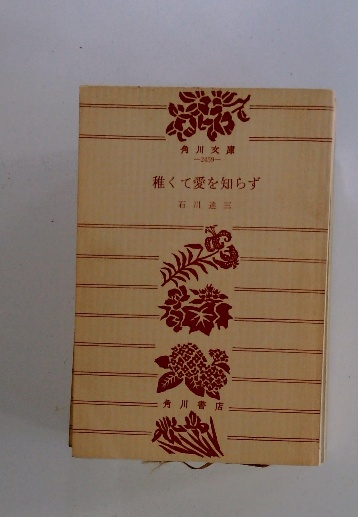 角川文庫
—2459—
稚くて愛を知らず
石川達三
角川書店